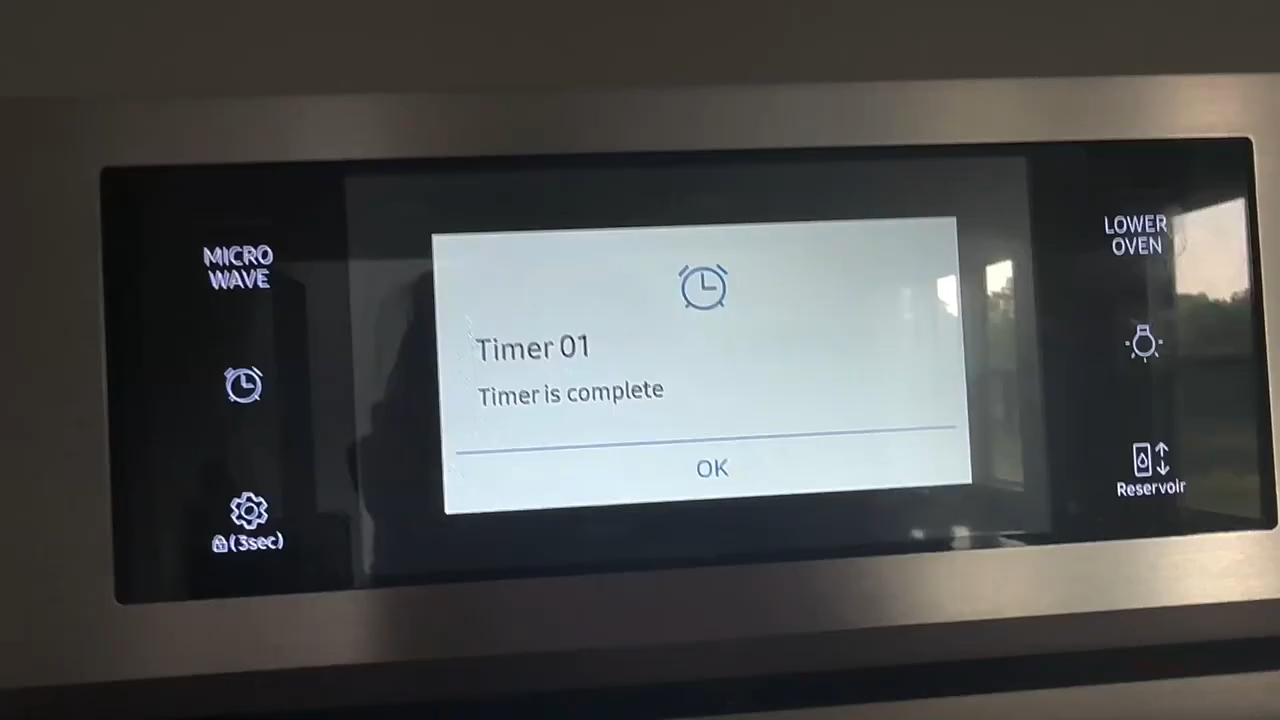 MICRO
WAVE
(3sec)
Timer 01
Timer is complete
OK
LOWER
OVEN
Reservoir